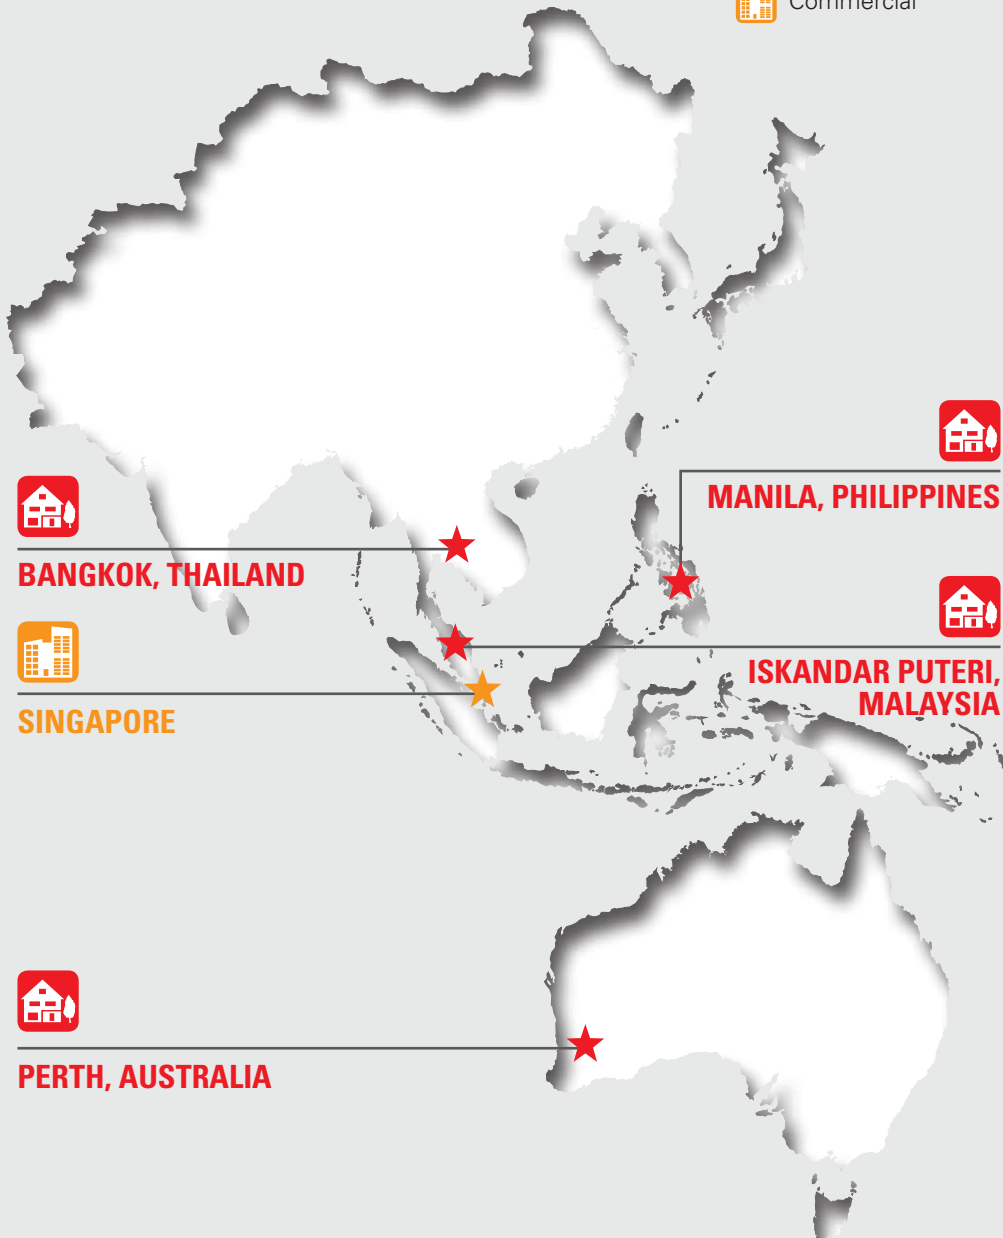 Commercial
MANILA, PHILIPPINES
BANGKOK, THAILAND
ISKANDAR PUTERI,
MALAYSIA
SINGAPORE
PERTH, AUSTRALIA